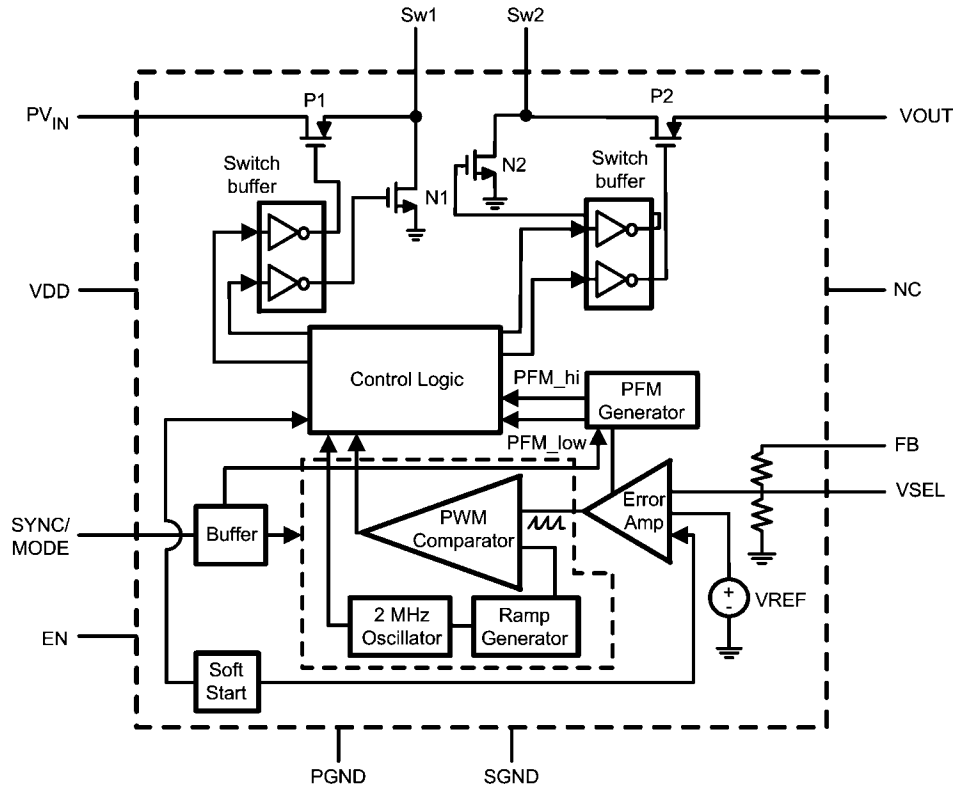 Sw1
Sw2
P1
P2
PVIN
VOUT
Switch
buffer
N1
N2
Switch
buffer
VDD
NC
Control Logic
PFM_hi
PFM
Generator
PFM_low
FB
VSEL
Error
Amp
PWM
Comparator
SYNC/
MODE
Buffer
+
-
VREF
2 MHz
Oscillator
Ramp
Generator
EN
Soft
Start
PGND
SGND